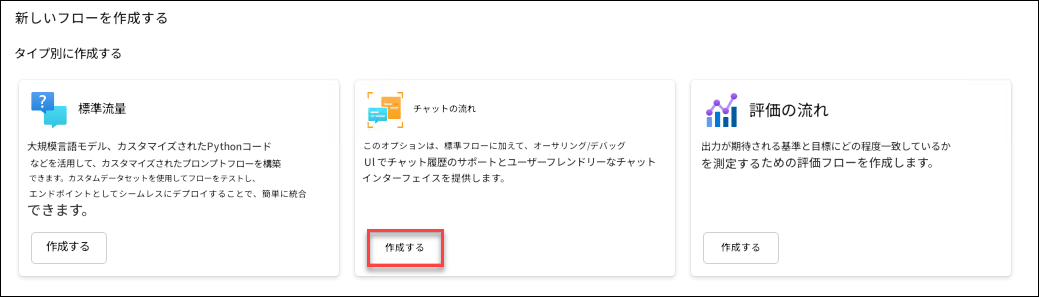 新しいフローを作成する
タイプ別に作成する
標準流量
大規模言語モデル、カスタマイズされたPythonコード
などを活用して、カスタマイズされたプロンプトフローを構築
できます。カスタムデータセットを使用してフローをテストし、
エンドポイントとしてシームレスにデプロイすることで、簡単に統合
できます。
作成する
チャットの流れ
このオプションは、標準フローに加えて、オーサリング/デバッグ
UIでチャット履歴のサポートとユーザーフレンドリーなチャット
インターフェイスを提供します。
作成する
評価の流れ
出力が期待される基準と目標にどの程度一致しているか
を測定するための評価フローを作成します。
作成する